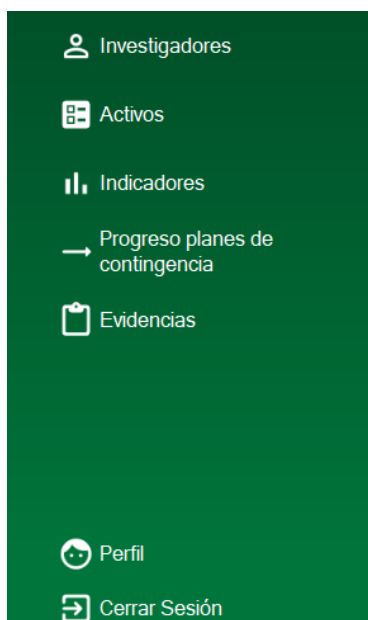 Investigadores
Activos
Indicadores
Progreso planes de
contingencia
Evidencias
Perfil
Cerrar Sesión